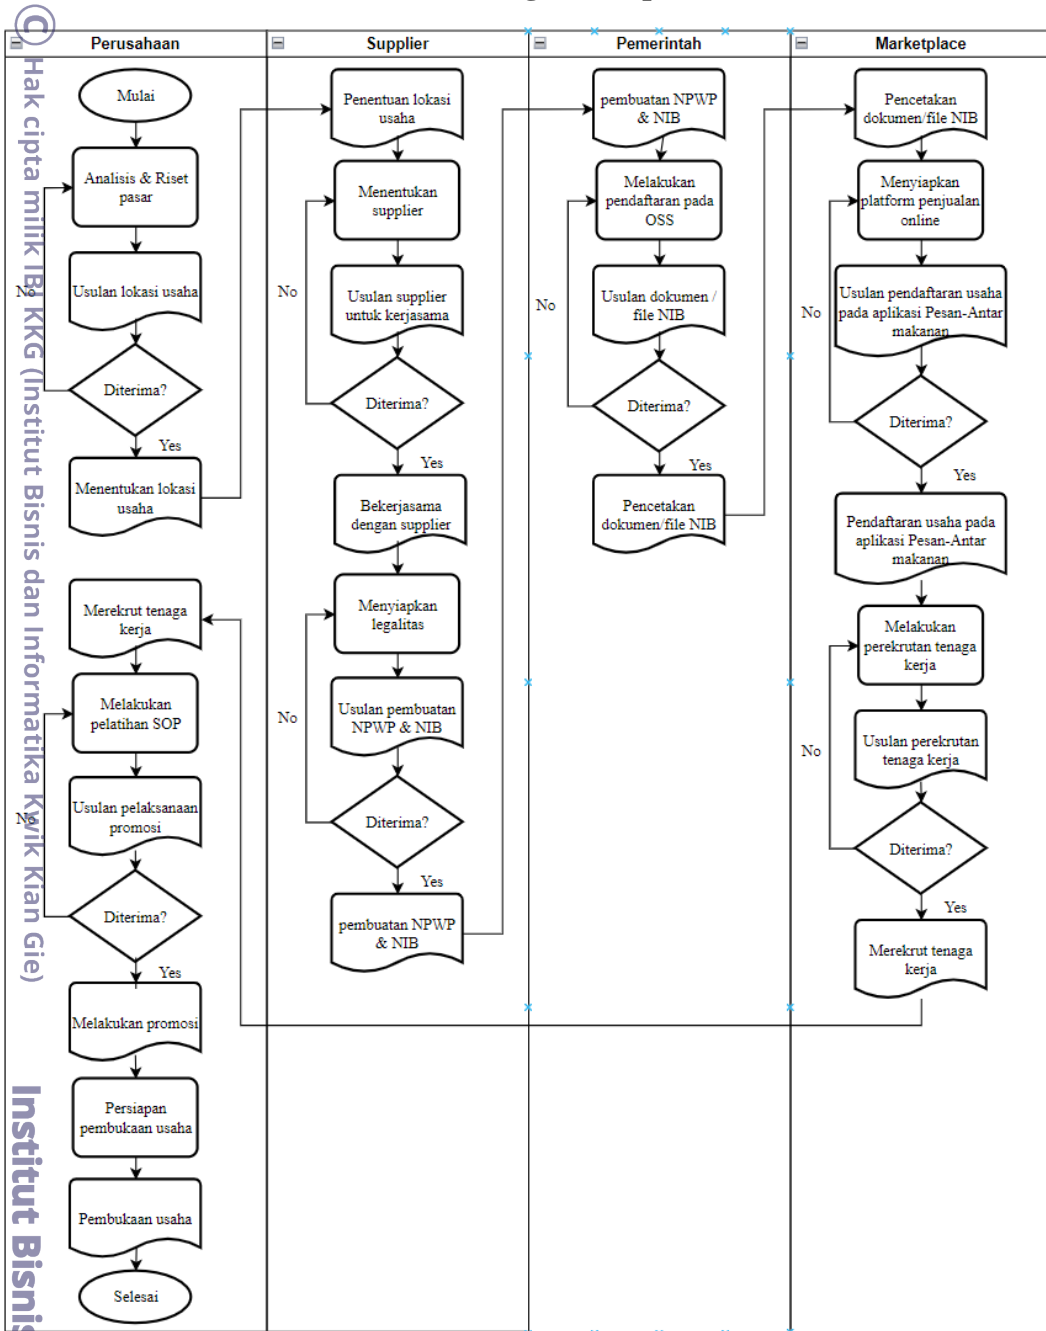 Perusahaan
Supplier
Pemerintah
Marketplace
Mulai
Analisis & Riset
pasar
Usulan lokasi usaha
No
Diterima?
Yes
Menentukan lokasi
usaha
Merekrut tenaga
kerja
Melakukan
pelatihan SOP
Usulan pelaksanaan
promosi
No
Diterima?
Yes
Melakukan promosi
Persiapan
pembukaan usaha
Pembukaan usaha
Selesai
Penentuan lokasi
usaha
Menentukan
supplier
Usulan supplier
untuk kerjasama
No
Diterima?
Yes
Bekerjasama
dengan supplier
Menyiapkan
legalitas
Usulan pembuatan
NPWP & NIB
No
Diterima?
Yes
pembuatan NPWP
& NIB
pembuatan NPWP
& NIB
Melakukan
pendaftaran pada
OSS
Usulan dokumen /
file NIB
No
Diterima?
Yes
Pencetakan
dokumen/file NIB
Pencetakan
dokumen/file NIB
Menyiapkan
platform penjualan
online
Usulan pendaftaran usaha
pada aplikasi Pesan-Antar
makanan
No
Diterima?
Yes
Pendaftaran usaha pada
aplikasi Pesan-Antar
makanan
Melakukan
perekrutan tenaga
kerja
Usulan perekrutan
tenaga kerja
No
Diterima?
Yes
Merekrut tenaga
kerja
© Hak cipta milik IBI KKG (Institut Bisnis dan Informatika Kwik Kian Gie)
Institut Bisnis